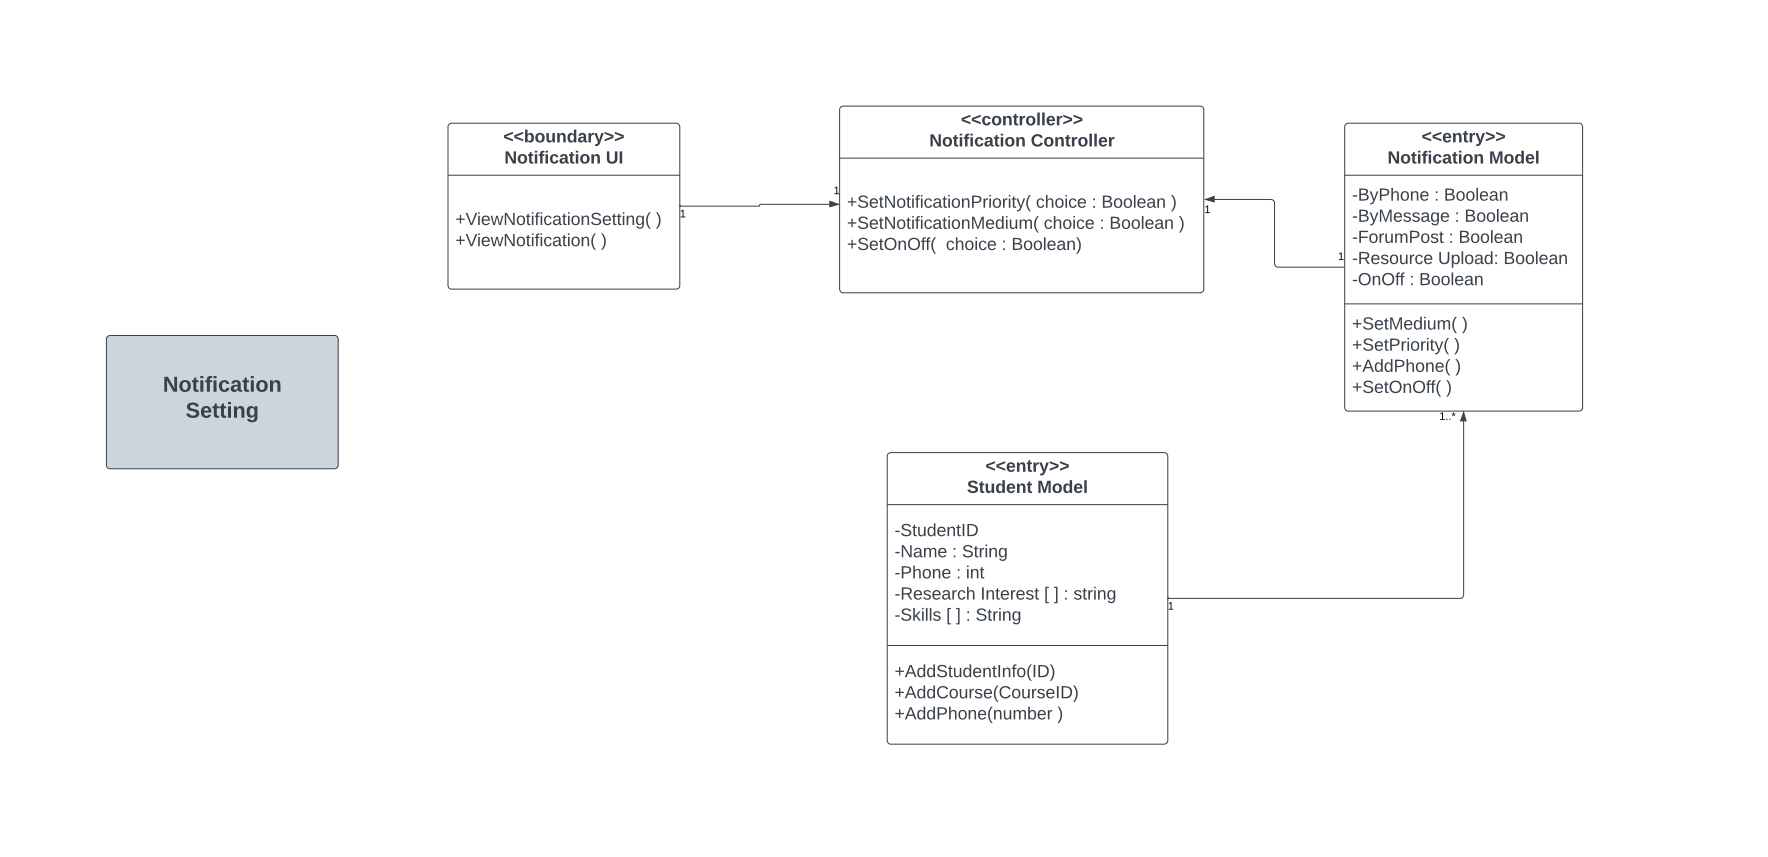 <<boundary>>
Notification UI
+ViewNotificationSetting( )
+ViewNotification( )
1
1
<<controller>>
Notification Controller
+SetNotificationPriority( choice : Boolean )
+SetNotificationMedium( choice : Boolean )
+SetOnOff(  choice : Boolean)
1
1
<<entry>>
Notification Model
-ByPhone : Boolean
-ByMessage : Boolean
-ForumPost : Boolean
-Resource Upload: Boolean
-OnOff : Boolean
+SetMedium( )
+SetPriority( )
+AddPhone( )
+SetOnOff( )
1..*
Notification
Setting
<<entry>>
Student Model
-StudentID
-Name : String
-Phone : int
-Research Interest [ ] : string
-Skills [ ] : String
+AddStudentInfo(ID)
+AddCourse(CourseID)
+AddPhone(number )
1